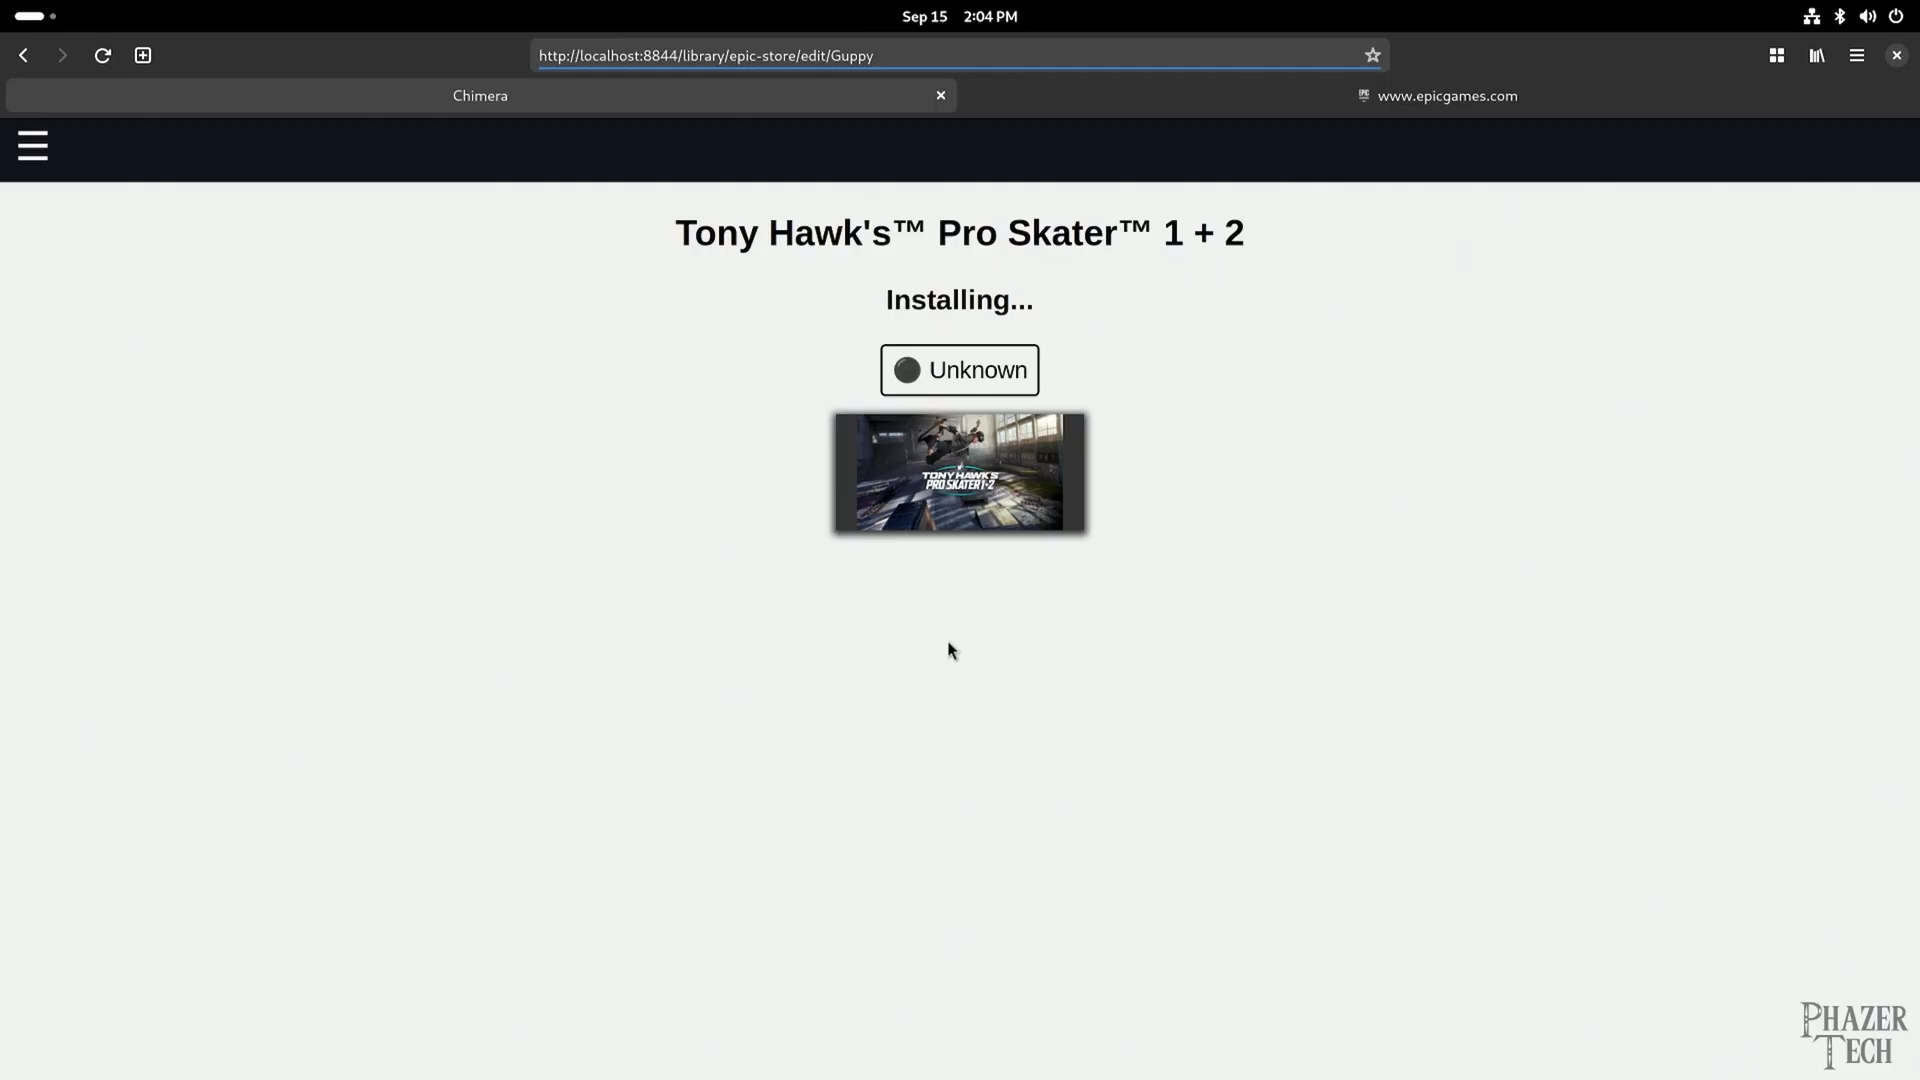 Sep 15 2:04 PM
http://localhost:8844/library/epic-store/edit/Guppy
Chimera
EPIC
www.epicgames.com
Tony Hawk's™ Pro Skater™ 1 + 2
Installing...
Unknown
TONY HAWK'S
PRO SKATER 1+2
PHAZER
TECH